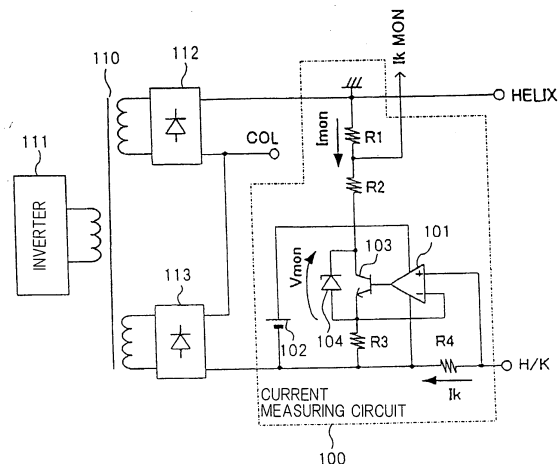 110
112
Ik MON
HELIX
111
COL
Imon
R1
R2
INVERTER
113
103
101
Vmon
+
−
102
104
R3
R4
H/K
CURRENT
MEASURING CIRCUIT
Ik
100